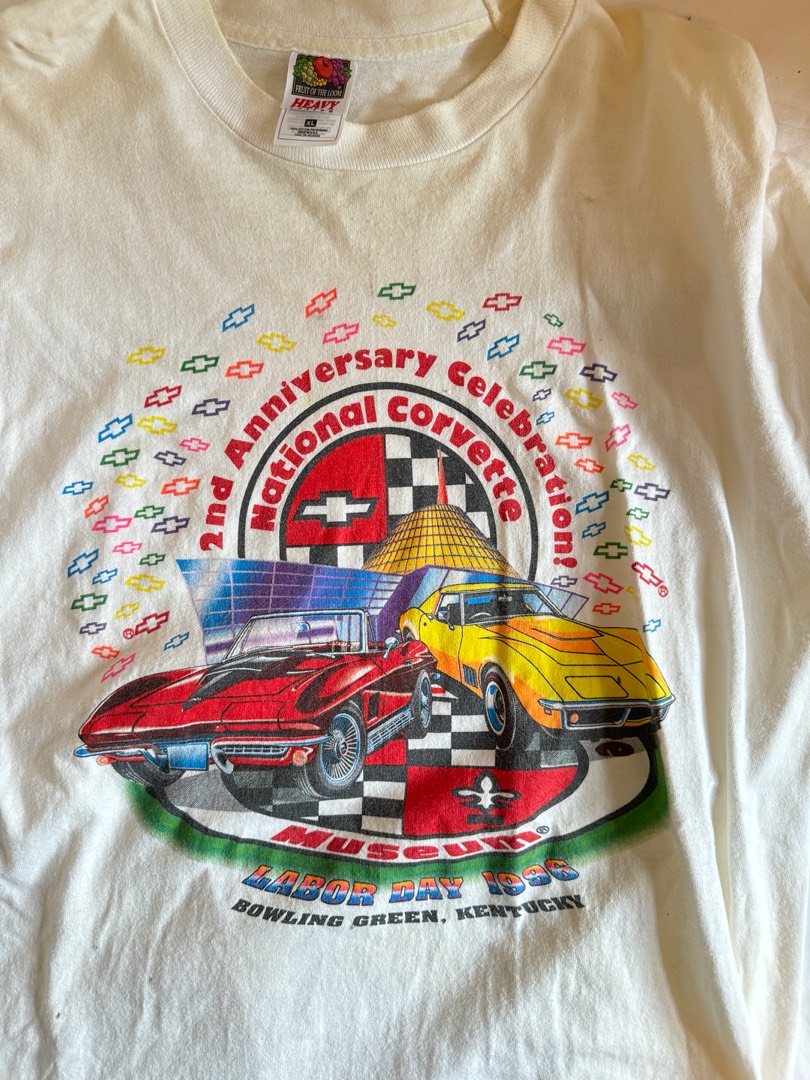 FRUIT OF THE LOOM
HEAVY
XL
2nd Anniversary Celebration!
National Corvette
Museum®
LABOR DAY 1996
BOWLING GREEN, KENTUCKY